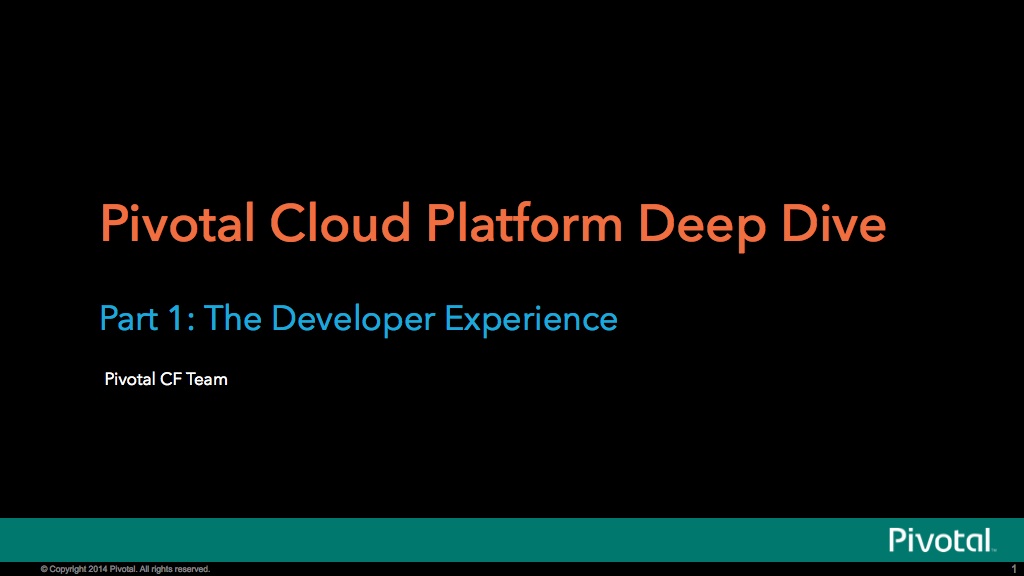 Pivotal Cloud Platform Deep Dive
Part 1: The Developer Experience
Pivotal CF Team
Pivotal™
© Copyright 2014 Pivotal. All rights reserved.
1